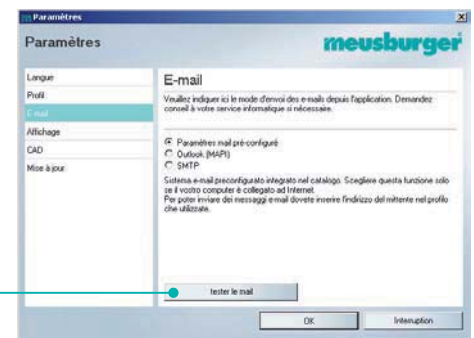 Paramètres
Paramètres
meusburger
Langue
Profil
E-mail
Affichage
CAD
Mise à jour
E-mail
Veuillez indiquer ici le mode d'envoi des e-mails depuis l'application. Demandez
conseil à votre service informatique si nécessaire.
Paramètres mail pré-configuré
Outlook (MAPI)
SMTP
Sistema e-mail preconfigurato integrato nel catalogo. Scegliere questa funzione solo
se il vostro computer è collegato ad Internet.
Per poter inviare dei messaggi e-mail dovete inserire l'indirizzo del mittente nel profilo
che utilizzate.
tester le mail
OK
Interruption